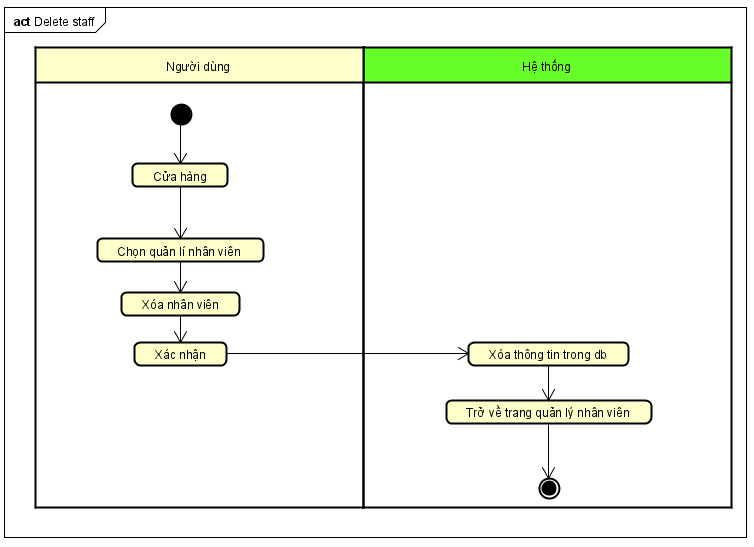 act Delete staff
Người dùng
Hệ thống
Cửa hàng
Chọn quản lí nhân viên
Xóa nhân viên
Xác nhận
Xóa thông tin trong db
Trở về trang quản lý nhân viên